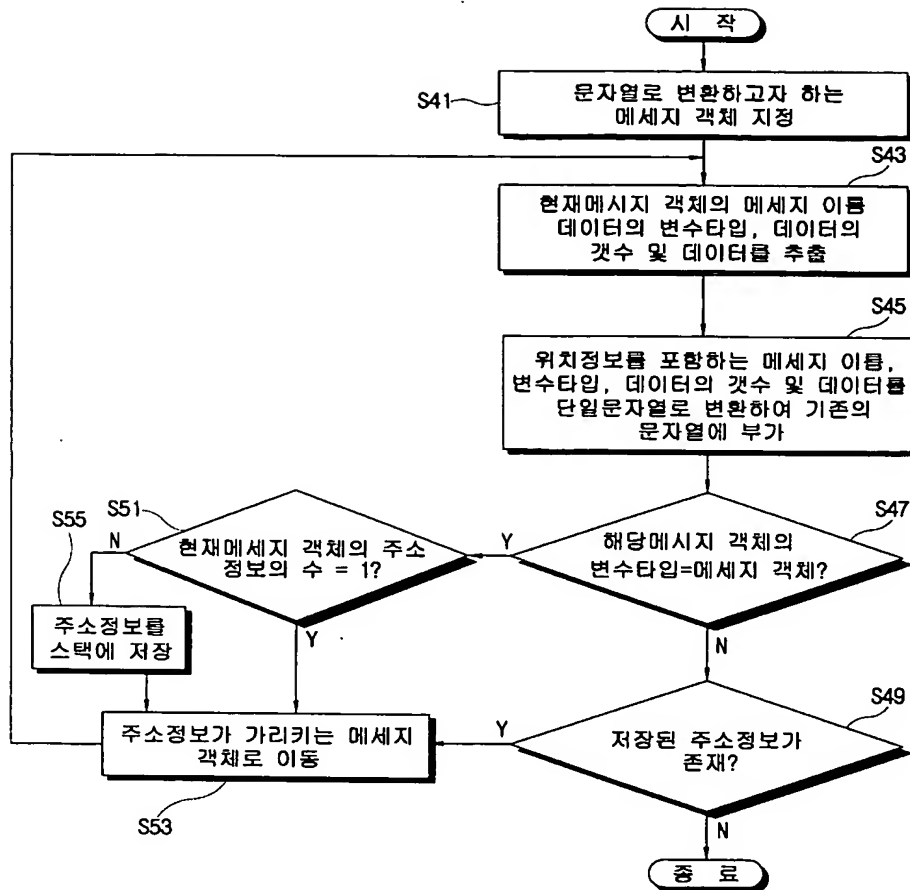 시 작
S41
문자열로 변환하고자 하는
메세지 객체 지정
S43
현재메시지 객체의 메세지 이름
데이터의 변수타입, 데이터의
갯수 및 데이터를 추출
S45
위치정보를 포함하는 메세지 이름,
변수타입, 데이터의 갯수 및 데이터를
단일문자열로 변환하여 기존의
문자열에 부가
S47
해당메시지 객체의
변수타입=메세지 객체?
Y
N
S51
현재메세지 객체의 주소
정보의 수 = 1?
N
Y
S55
주소정보를
스택에 저장
S49
저장된 주소정보가
존재?
Y
N
주소정보가 가리키는 메세지
객체로 이동
S53
종 료